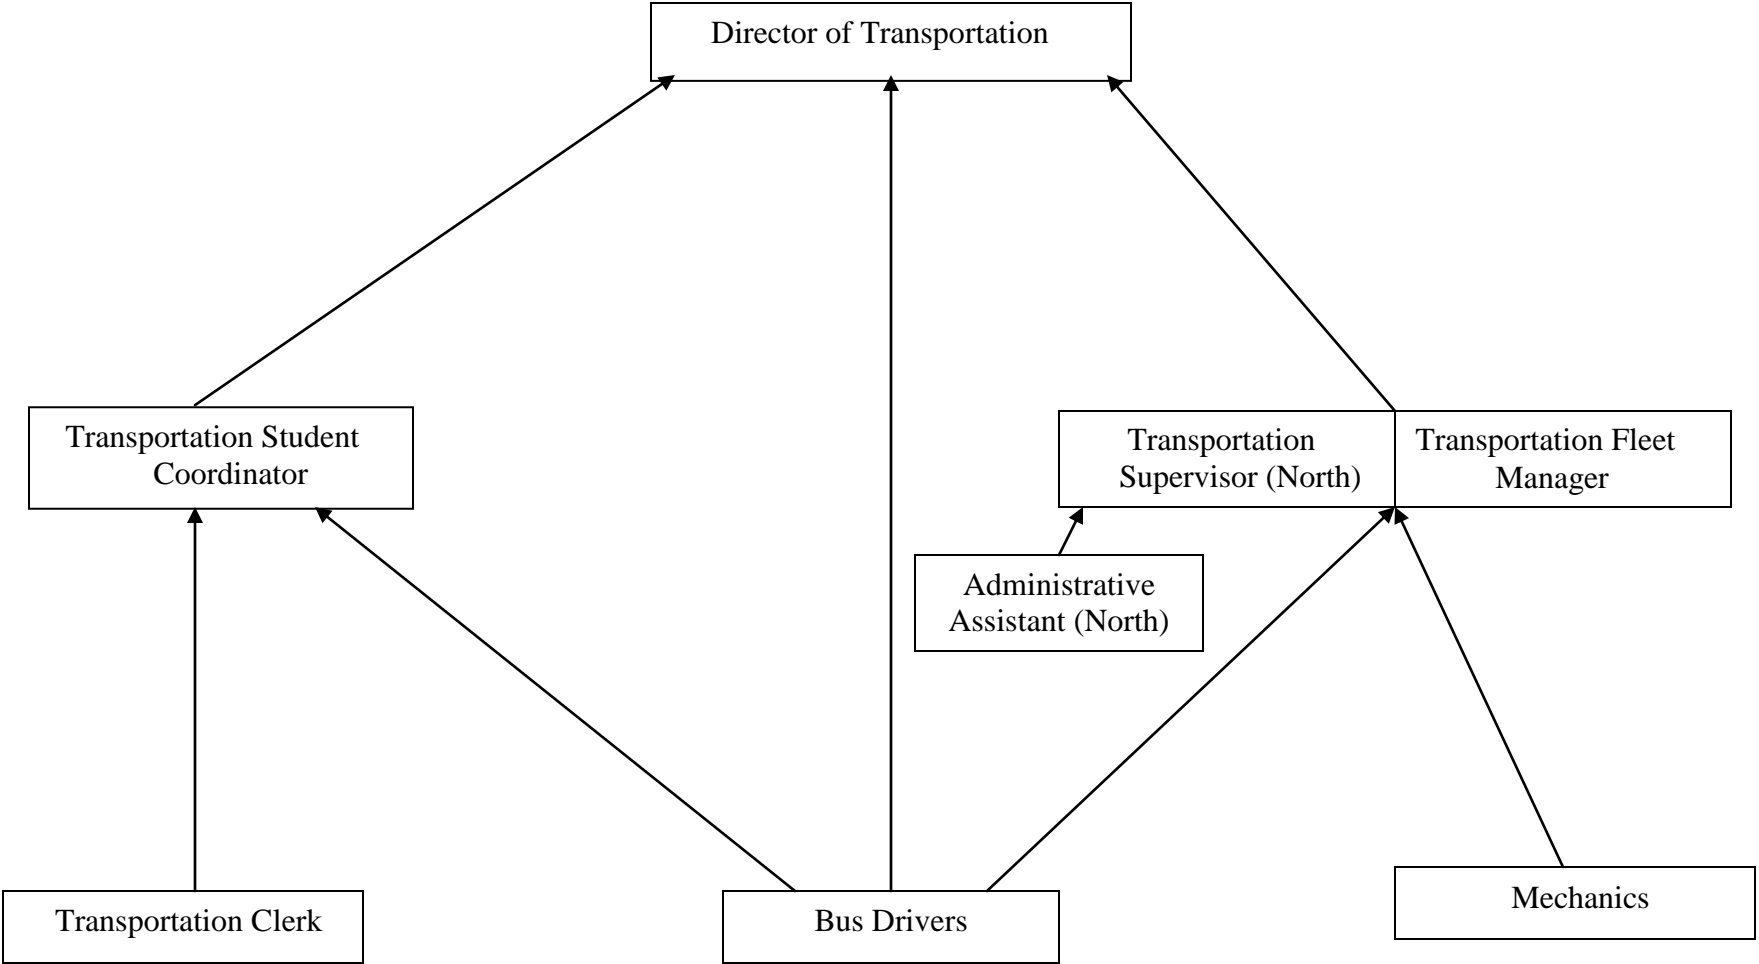 Director of Transportation
Transportation Student
Coordinator
Transportation
Supervisor (North)
Transportation Fleet
Manager
Administrative
Assistant (North)
Transportation Clerk
Bus Drivers
Mechanics